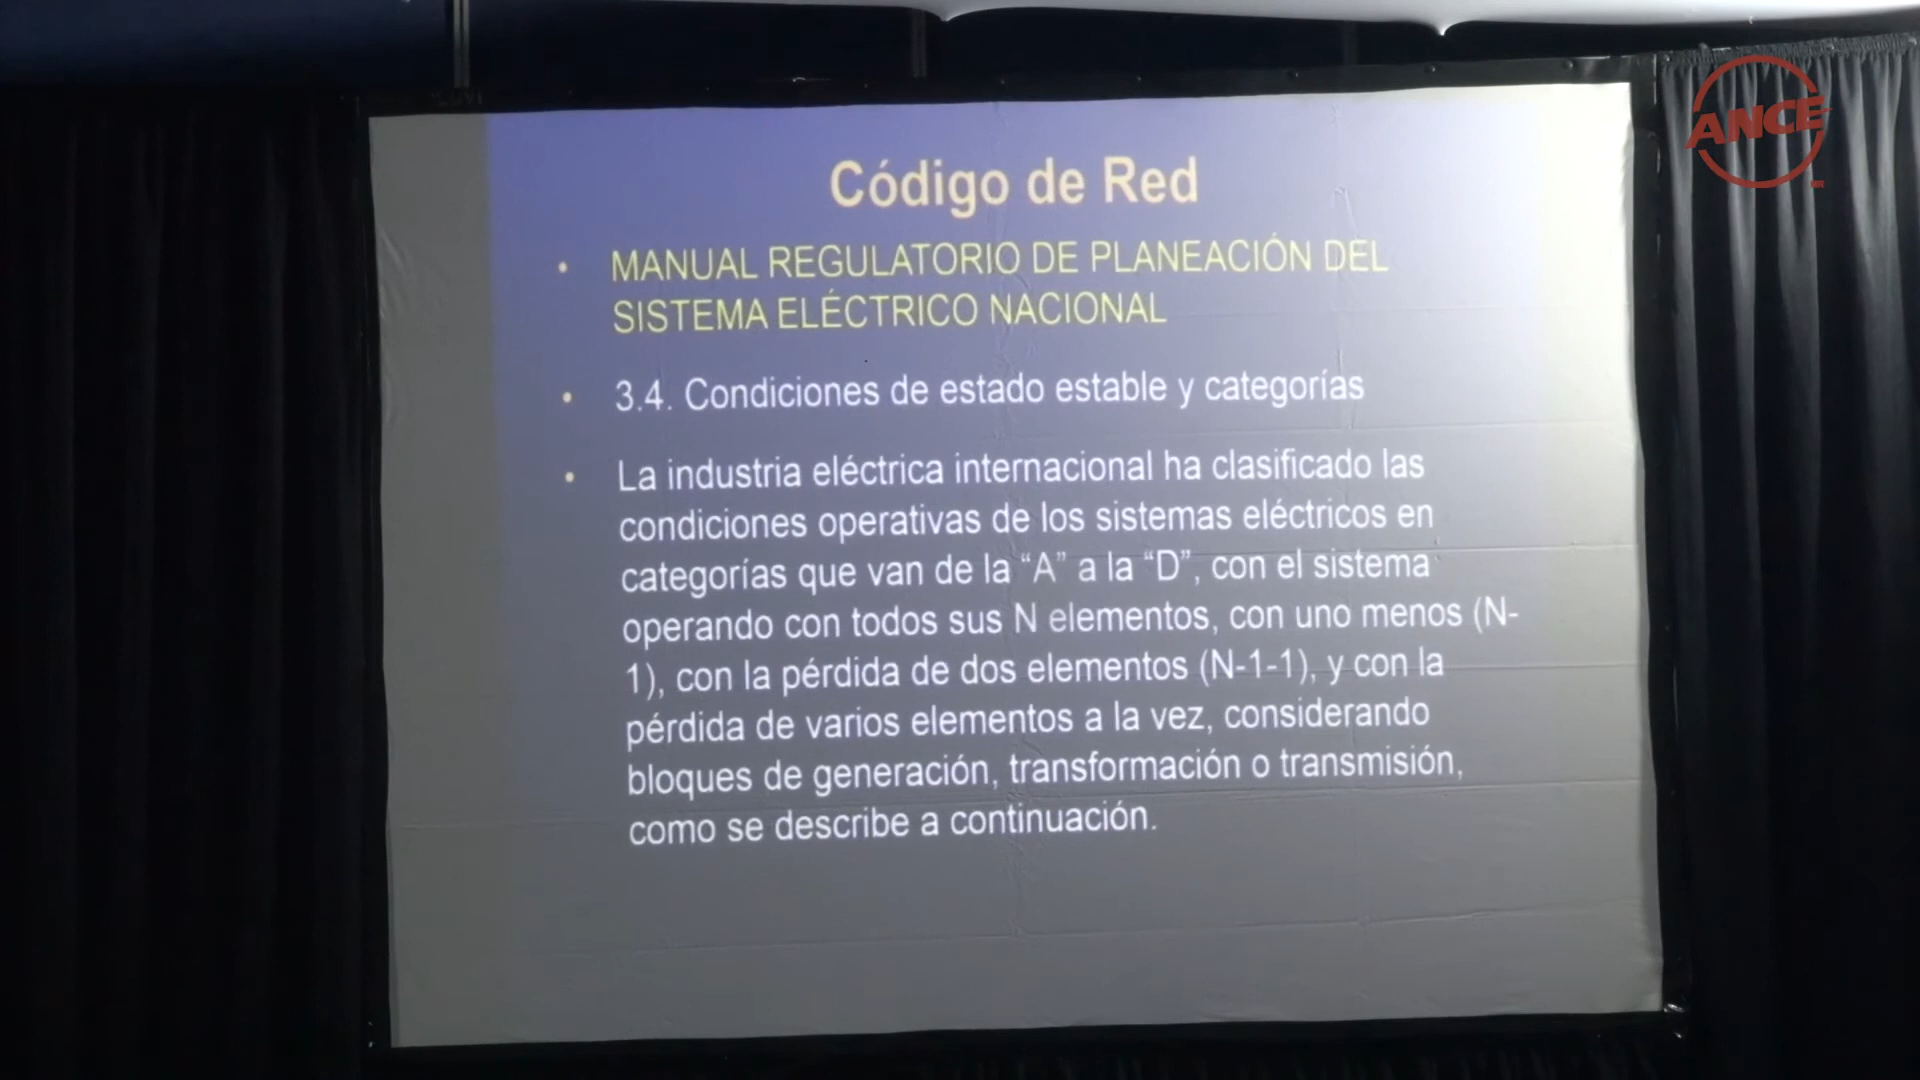 ANCE
Código de Red
• MANUAL REGULATORIO DE PLANEACIÓN DEL
SISTEMA ELÉCTRICO NACIONAL
• 3.4. Condiciones de estado estable y categorías
• La industria eléctrica internacional ha clasificado las
condiciones operativas de los sistemas eléctricos en
categorías que van de la “A” a la “D”, con el sistema
operando con todos sus N elementos, con uno menos (N-
1), con la pérdida de dos elementos (N-1-1), y con la
pérdida de varios elementos a la vez, considerando
bloques de generación, transformación o transmisión,
como se describe a continuación.